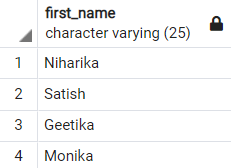 first_name
character varying (25)
1 Niharika
2 Satish
3 Geetika
4 Monika